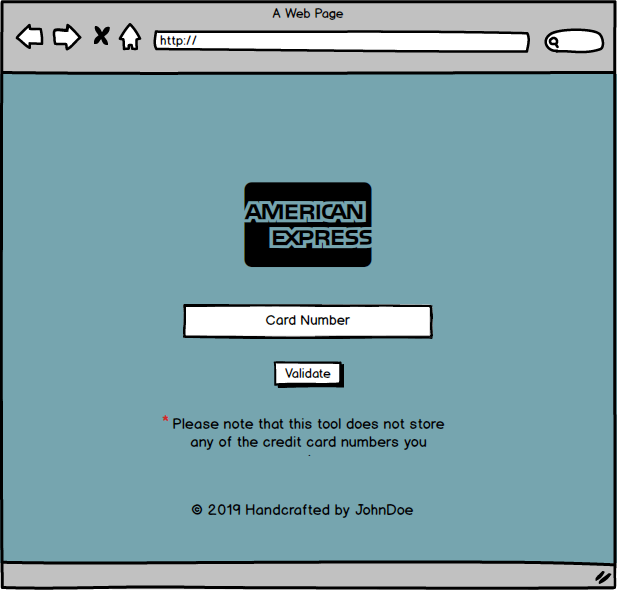 A Web Page
http://
AMERICAN
EXPRESS
Card Number
Validate
* Please note that this tool does not store
any of the credit card numbers you
.
© 2019 Handcrafted by JohnDoe